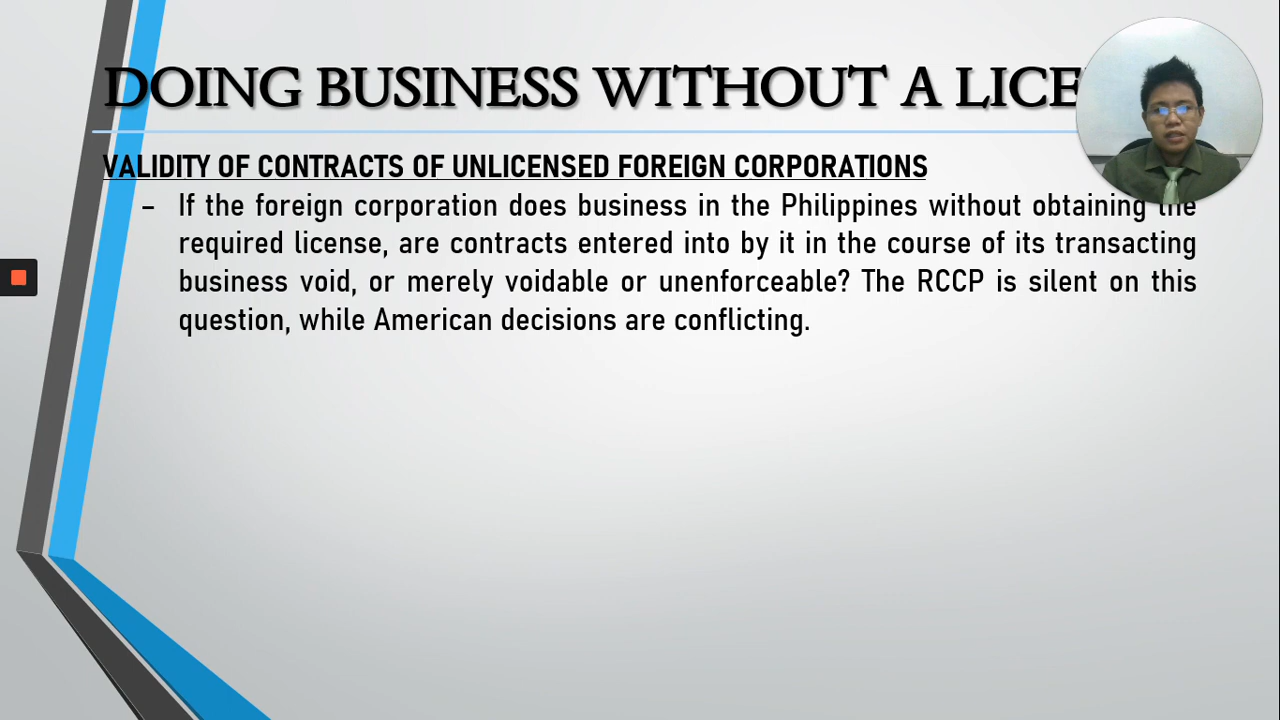 DOING BUSINESS WITHOUT A LICE
VALIDITY OF CONTRACTS OF UNLICENSED FOREIGN CORPORATIONS
- If the foreign corporation does business in the Philippines without obtaining the
required license, are contracts entered into by it in the course of its transacting
business void, or merely voidable or unenforceable? The RCCP is silent on this
question, while American decisions are conflicting.